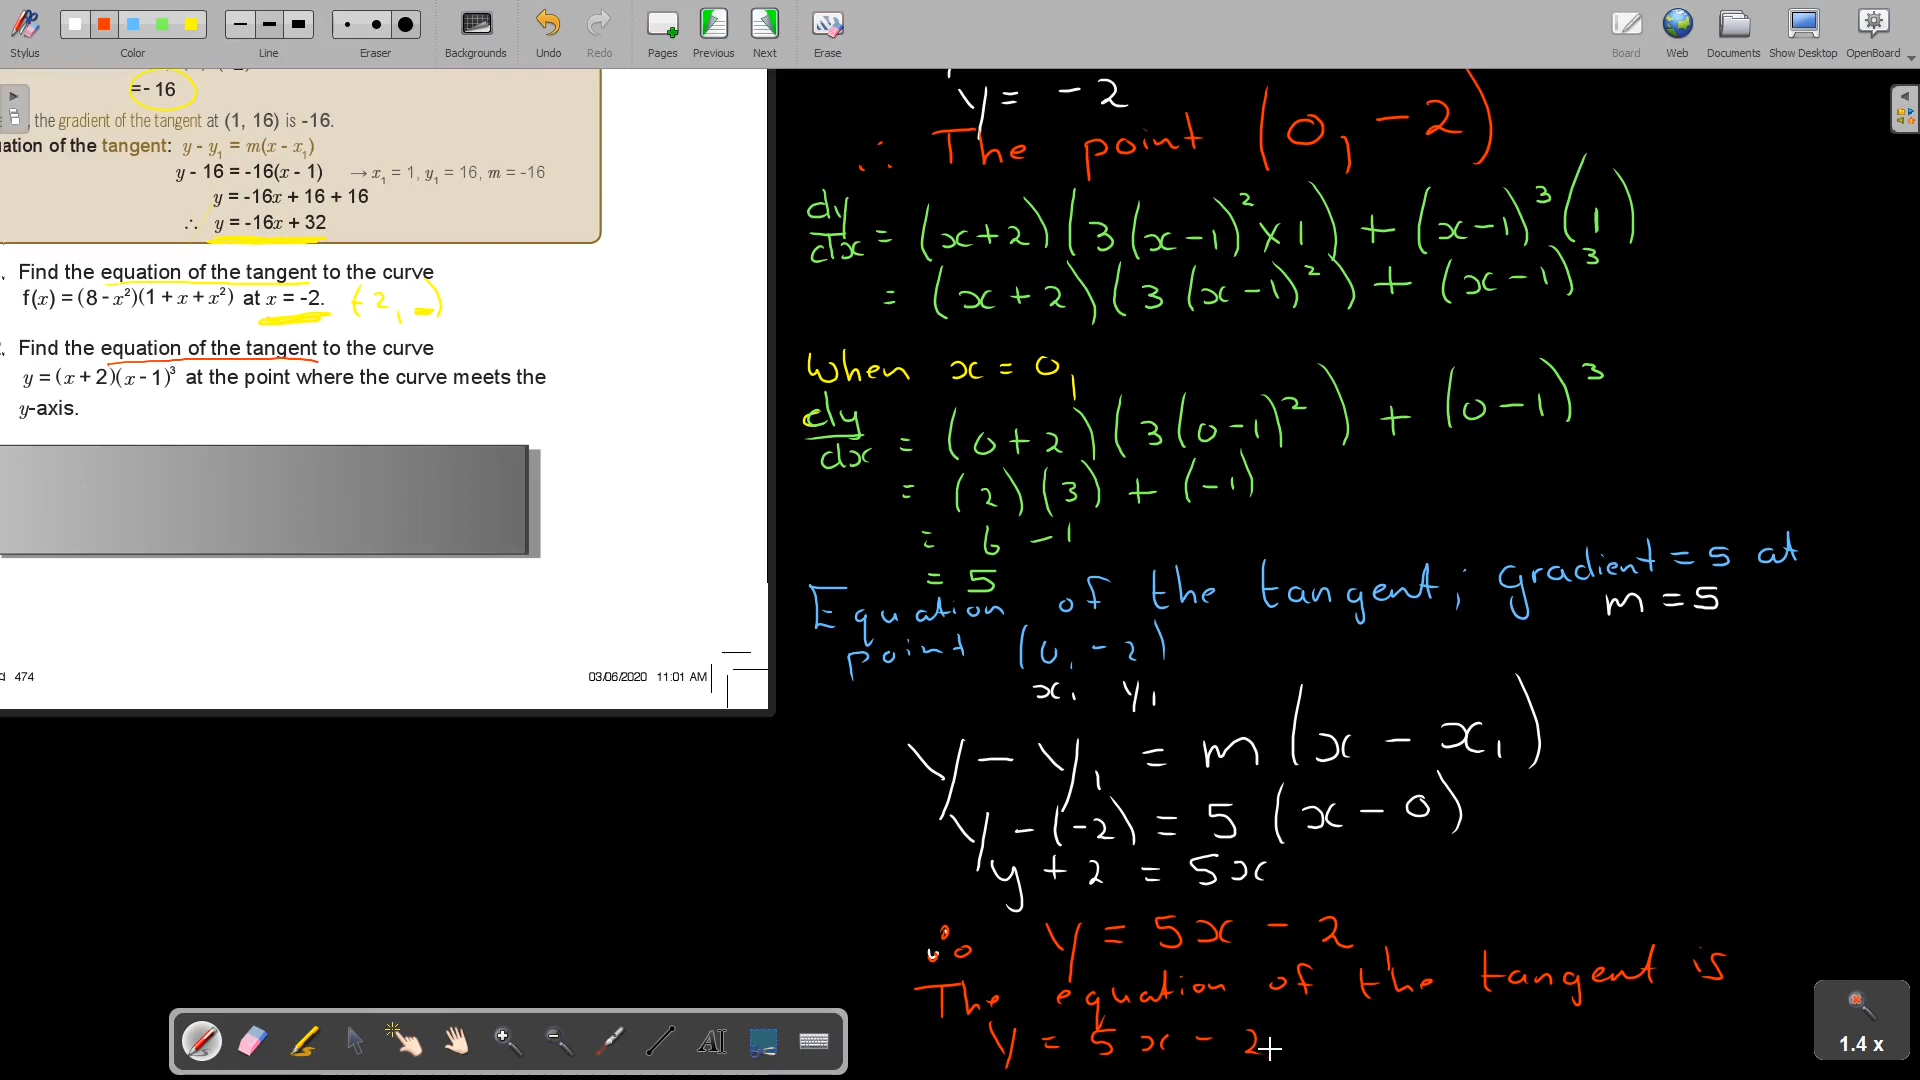 Stylus
Color
Line
Eraser
Backgrounds
Undo
Redo
Pages
Previous
Next
Erase
Board
Web
Documents
Show Desktop
OpenBoard
=- 16
, the gradient of the tangent at (1, 16) is -16.
ation of the tangent: y - y₁ = m(x - x₁)
y - 16 = -16(x - 1) → x₁ = 1, y₁ = 16, m = -16
y = -16x + 16 + 16
∴ y = -16x + 32
. Find the equation of the tangent to the curve
f(x) = (8 - x²)(1 + x + x²) at x = -2. (-2, _)
. Find the equation of the tangent to the curve
y = (x + 2)(x - 1)³ at the point where the curve meets the
y-axis.
474
03/06/2020 11:01 AM
y = -2
∴ The point (0, -2)
dy/dx = (x+2)(3(x-1)² × 1) + (x-1)³(1)
= (x+2)(3(x-1)²) + (x-1)³
When x = 0,
dy/dx = (0+2)(3(0-1)²) + (0-1)³
= (2)(3) + (-1)
= 6 - 1
= 5
Equation of the tangent; gradient = 5 at
m = 5
point (0, -2)
x₁ y₁
y - y₁ = m(x - x₁)
y - (-2) = 5(x - 0)
y + 2 = 5x
∴ y = 5x - 2
The equation of the tangent is
y = 5x - 2
1.4 x